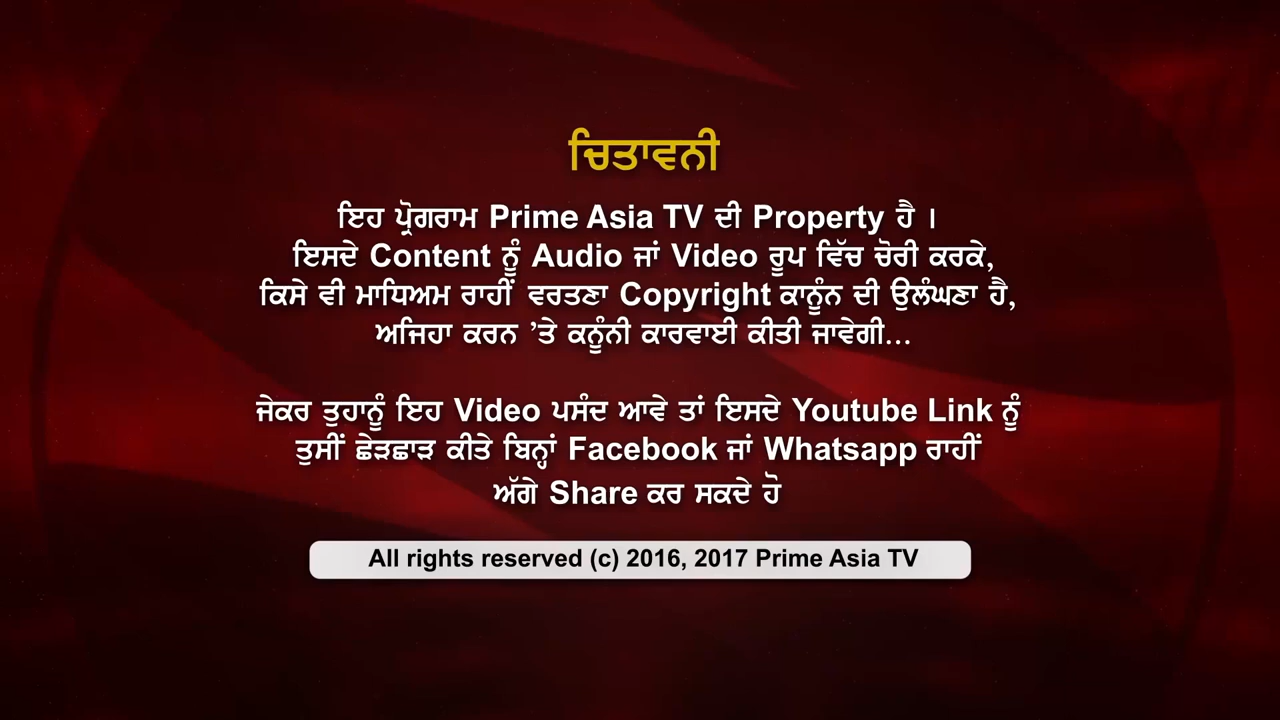 ਚਿਤਾਵਨੀ
ਇਹ ਪ੍ਰੋਗਰਾਮ Prime Asia TV ਦੀ Property ਹੈ ।
ਇਸਦੇ Content ਨੂੰ Audio ਜਾਂ Video ਰੂਪ ਵਿੱਚ ਚੋਰੀ ਕਰਕੇ,
ਕਿਸੇ ਵੀ ਮਾਧਿਅਮ ਰਾਹੀਂ ਵਰਤਣਾ Copyright ਕਾਨੂੰਨ ਦੀ ਉਲੰਘਣਾ ਹੈ,
ਅਜਿਹਾ ਕਰਨ ’ਤੇ ਕਨੂੰਨੀ ਕਾਰਵਾਈ ਕੀਤੀ ਜਾਵੇਗੀ...
ਜੇਕਰ ਤੁਹਾਨੂੰ ਇਹ Video ਪਸੰਦ ਆਵੇ ਤਾਂ ਇਸਦੇ Youtube Link ਨੂੰ
ਤੁਸੀਂ ਛੇੜਛਾੜ ਕੀਤੇ ਬਿਨ੍ਹਾਂ Facebook ਜਾਂ Whatsapp ਰਾਹੀਂ
ਅੱਗੇ Share ਕਰ ਸਕਦੇ ਹੋ
All rights reserved (c) 2016, 2017 Prime Asia TV